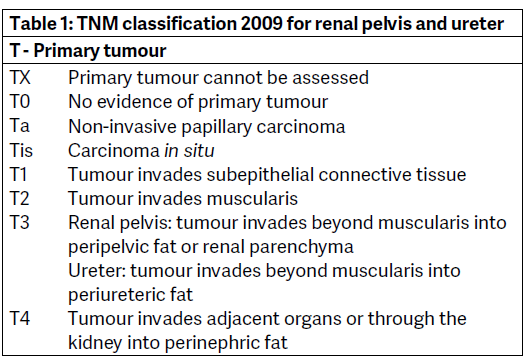 Table 1: TNM classification 2009 for renal pelvis and ureter
T - Primary tumour
TX Primary tumour cannot be assessed
T0 No evidence of primary tumour
Ta Non-invasive papillary carcinoma
Tis Carcinoma in situ
T1 Tumour invades subepithelial connective tissue
T2 Tumour invades muscularis
T3 Renal pelvis: tumour invades beyond muscularis into
peripelvic fat or renal parenchyma
Ureter: tumour invades beyond muscularis into
periureteric fat
T4 Tumour invades adjacent organs or through the
kidney into perinephric fat